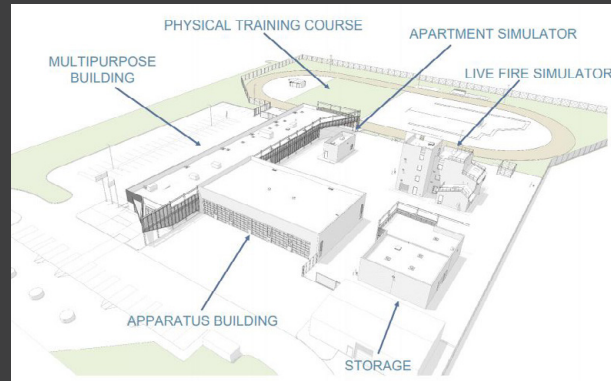 PHYSICAL TRAINING COURSE
APARTMENT SIMULATOR
MULTIPURPOSE
BUILDING
LIVE FIRE SIMULATOR
APPARATUS BUILDING
STORAGE